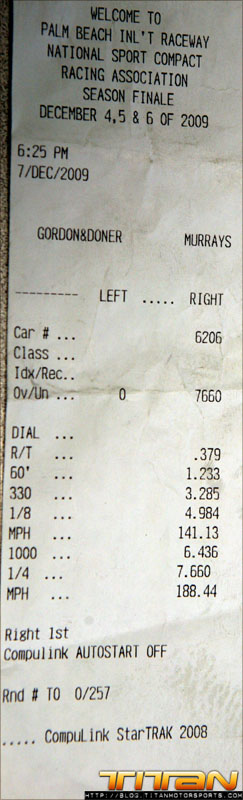 WELCOME TO
PALM BEACH INL'T RACEWAY
NATIONAL SPORT COMPACT
RACING ASSOCIATION
SEASON FINALE
DECEMBER 4,5 & 6 OF 2009
6:25 PM
7/DEC/2009
GORDON&DONER MURRAYS
---------- LEFT ..... RIGHT
Car # ... 6206
Class ...
Idx/Rec..
Ov/Un ... 0 7660
DIAL ...
R/T ... .379
60' ... 1.233
330 ... 3.285
1/8 ... 4.984
MPH ... 141.13
1000 ... 6.436
1/4 ... 7.660
MPH ... 188.44
Right 1st
Compulink AUTOSTART OFF
Rnd # TO 0/257
..... CompuLink StarTRAK 2008
TITAN
HTTP://BLOG.TITANMOTORSPORTS.COM